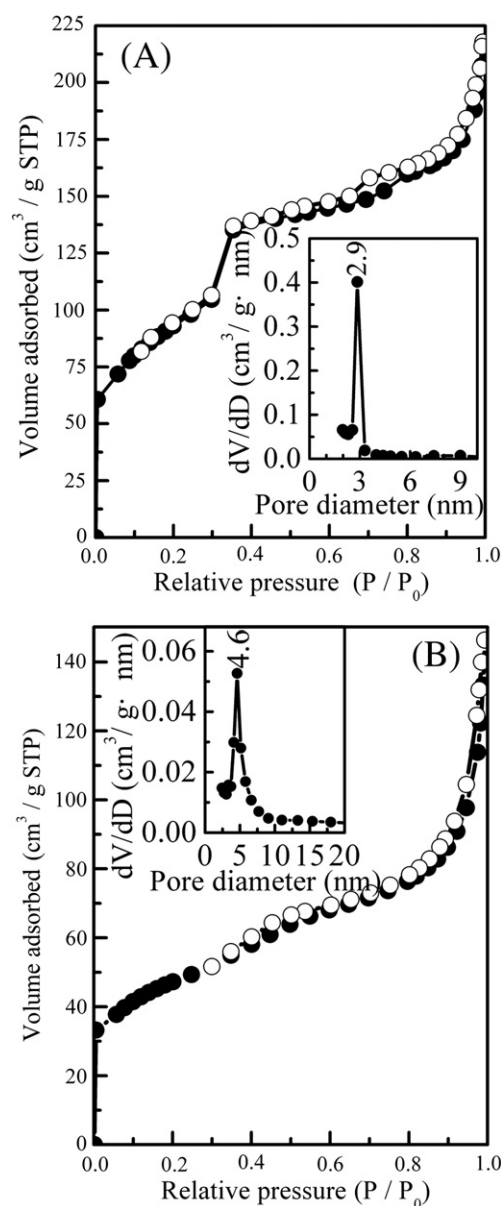 (A)
225
200
175
150
125
100
75
50
25
0
Volume adsorbed (cm³ / g STP)
0.0 0.2 0.4 0.6 0.8 1.0
Relative pressure (P / P₀)
0.5
0.4
0.3
0.2
0.1
0.0
dV/dD (cm³/g· nm)
2.9
0 3 6 9
Pore diameter (nm)
(B)
140
120
100
80
60
40
20
0
Volume adsorbed (cm³ / g STP)
0.0 0.2 0.4 0.6 0.8 1.0
Relative pressure (P / P₀)
0.06
0.04
0.02
0.00
dV/dD (cm³/g· nm)
4.6
0 5 10 15 20
Pore diameter (nm)